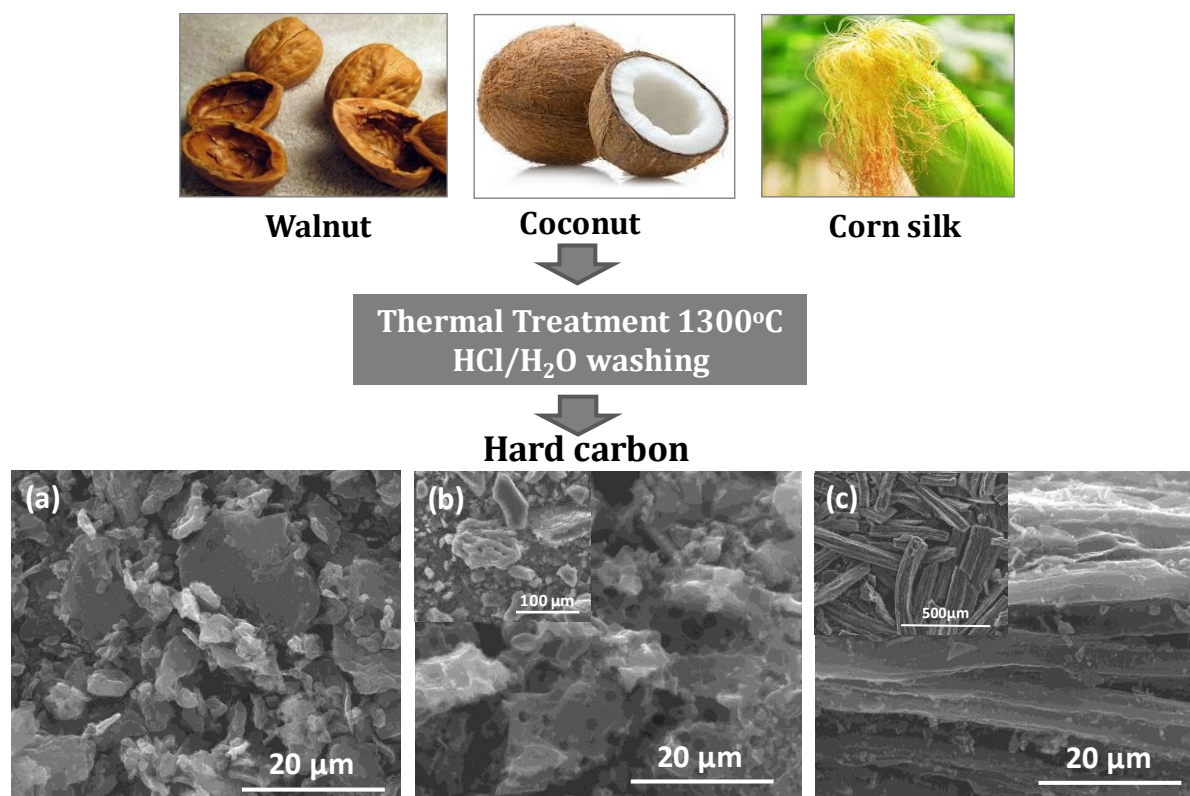 Walnut
Coconut
Corn silk
Thermal Treatment 1300°C
HCl/H₂O washing
Hard carbon
(a)
20 μm
(b)
100 μm
20 μm
(c)
500μm
20 μm